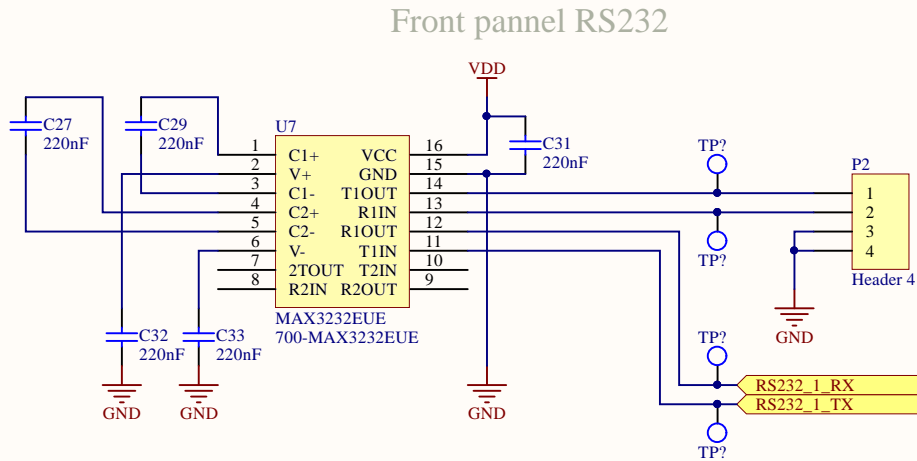 Front pannel RS232
VDD
C27
220nF
C29
220nF
U7
C31
220nF
TP?
P2
1 C1+ VCC 16
2 V+ GND 15
3 C1- T1OUT 14
4 C2+ R1IN 13
5 C2- R1OUT 12
6 V- T1IN 11
7 2TOUT T2IN 10
8 R2IN R2OUT 9
1
2
3
4
TP?
Header 4
MAX3232EUE
700-MAX3232EUE
C32
220nF
C33
220nF
GND
TP?
GND
GND
GND
RS232_1_RX
RS232_1_TX
TP?